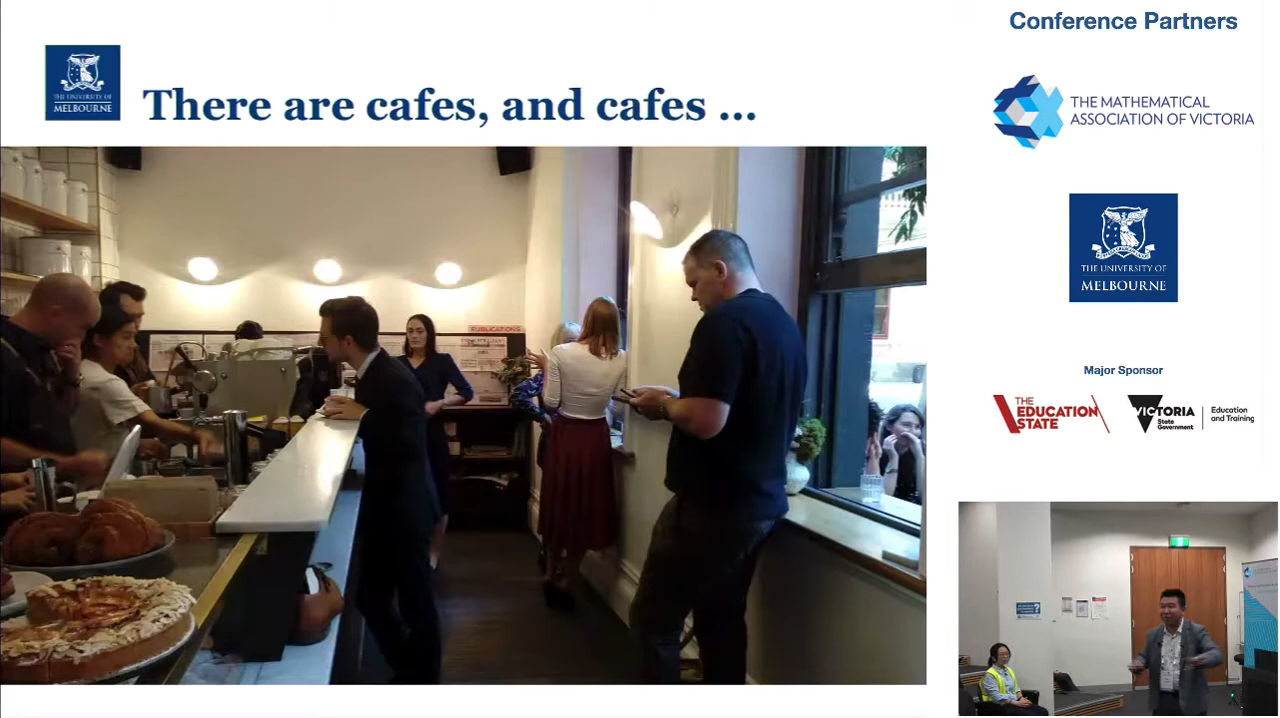 THE UNIVERSITY OF
MELBOURNE
There are cafes, and cafes ...
PUBLICATIONS
Conference Partners
THE MATHEMATICAL
ASSOCIATION OF VICTORIA
THE UNIVERSITY OF
MELBOURNE
Major Sponsor
THE
EDUCATION
STATE
VICTORIA
State
Government
Education
and Training